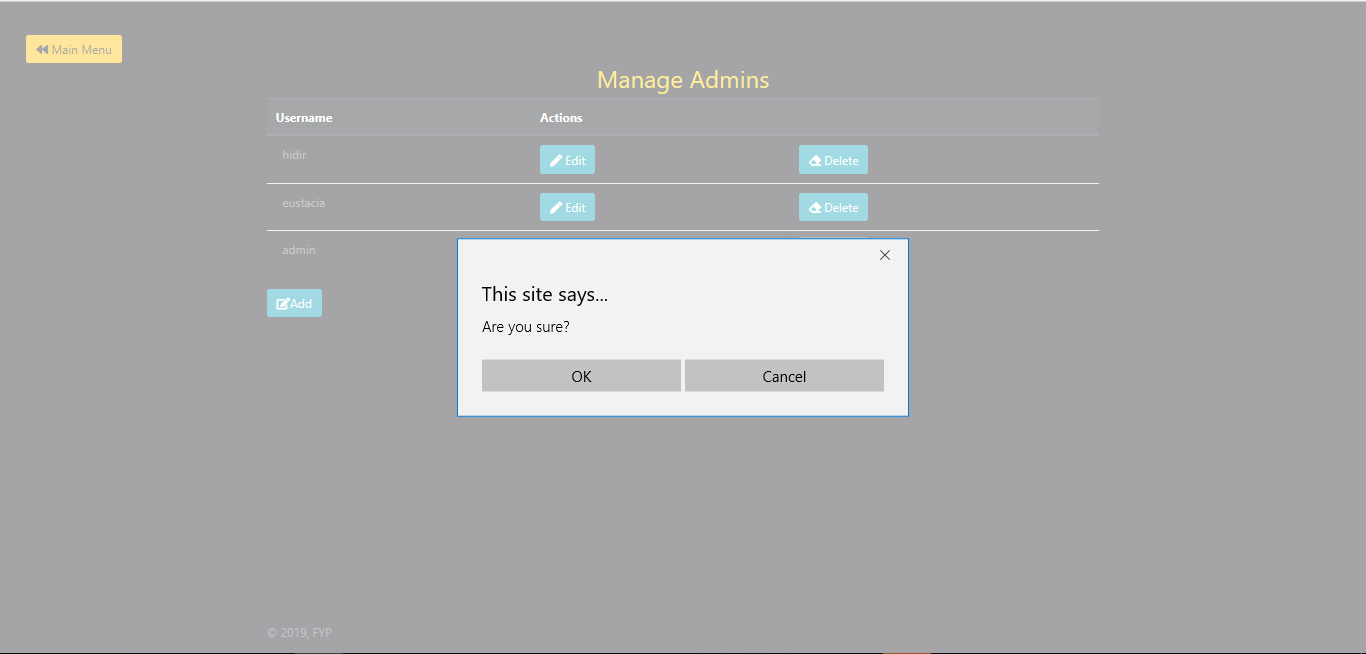 Main Menu
Manage Admins
Username Actions
hidir Edit Delete
eustacia Edit Delete
admin
This site says...
Add
Are you sure?
OK Cancel
© 2019, FYP